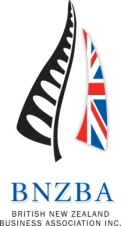 BNZBA
BRITISH NEW ZEALAND
BUSINESS ASSOCIATION INC.